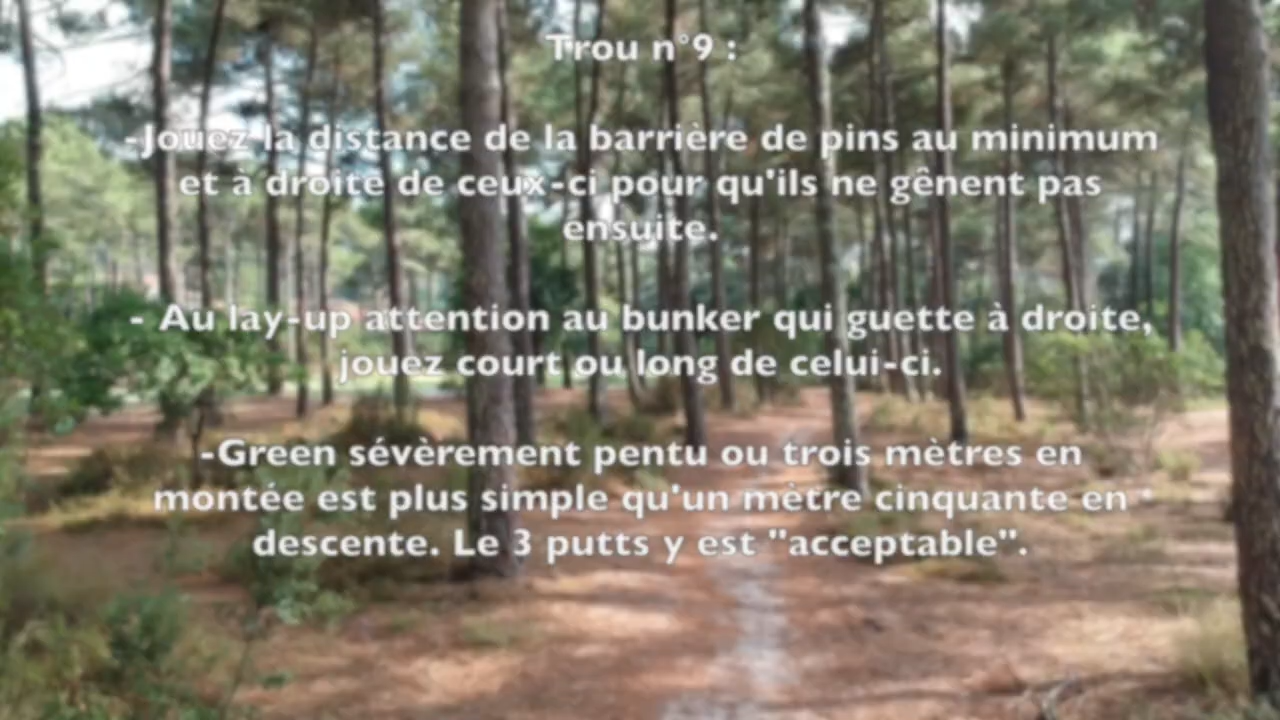 Trou n°9 :
-Jouez la distance de la barrière de pins au minimum
et à droite de ceux-ci pour qu'ils ne gênent pas
ensuite.
- Au lay-up attention au bunker qui guette à droite,
jouez court ou long de celui-ci.
-Green sévèrement pentu ou trois mètres en
montée est plus simple qu'un mètre cinquante en
descente. Le 3 putts y est "acceptable".